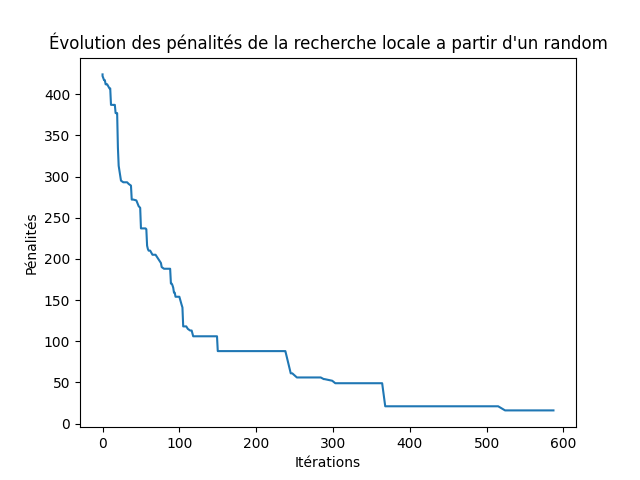 Évolution des pénalités de la recherche locale a partir d'un random
400
350
300
250
200
150
100
50
0
Pénalités
0 100 200 300 400 500 600
Itérations